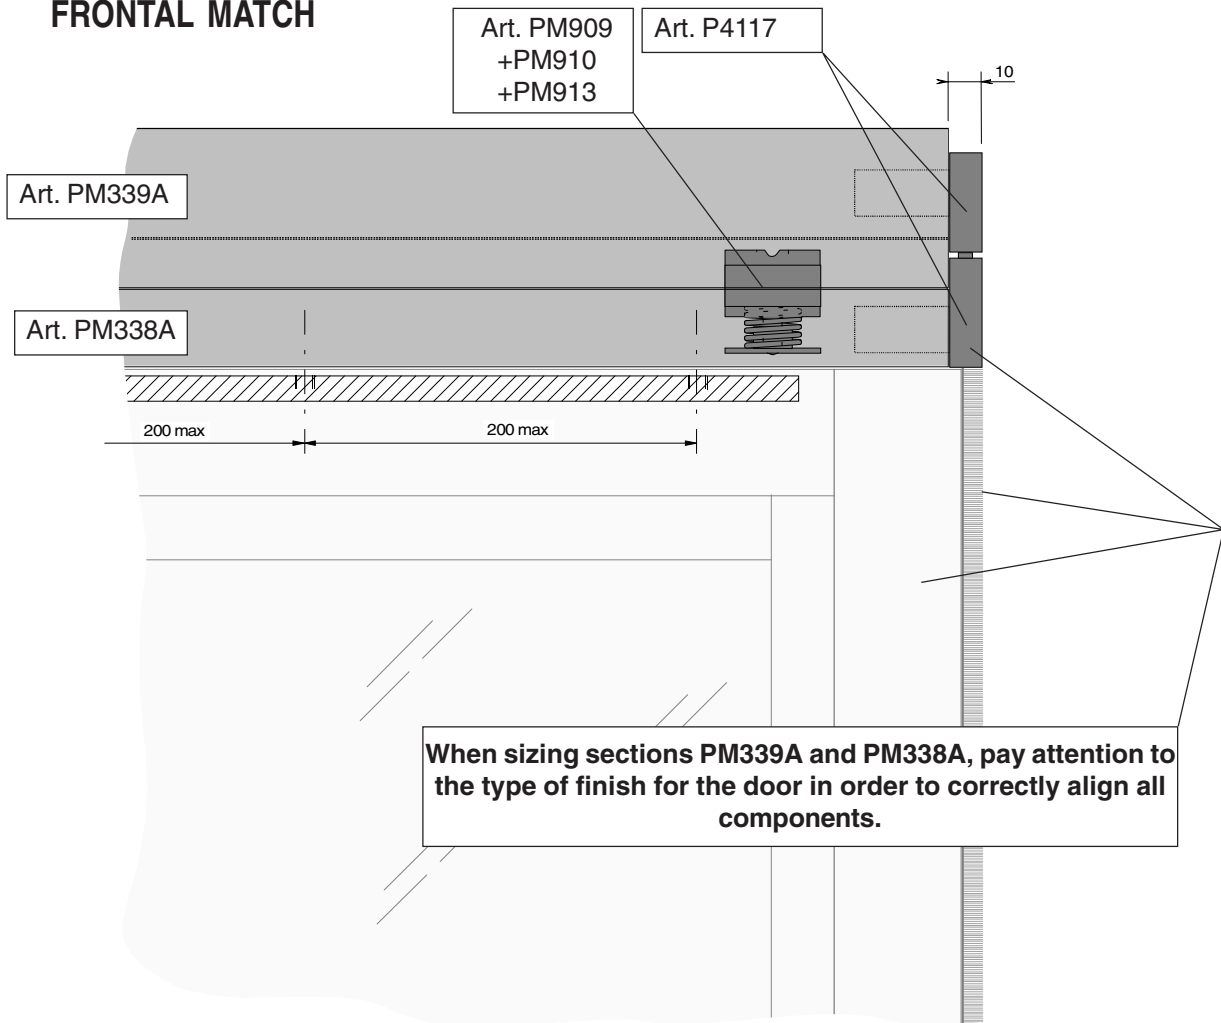 FRONTAL MATCH
Art. PM909
+PM910
+PM913
Art. P4117
10
Art. PM339A
Art. PM338A
200 max
200 max
When sizing sections PM339A and PM338A, pay attention to
the type of finish for the door in order to correctly align all
components.